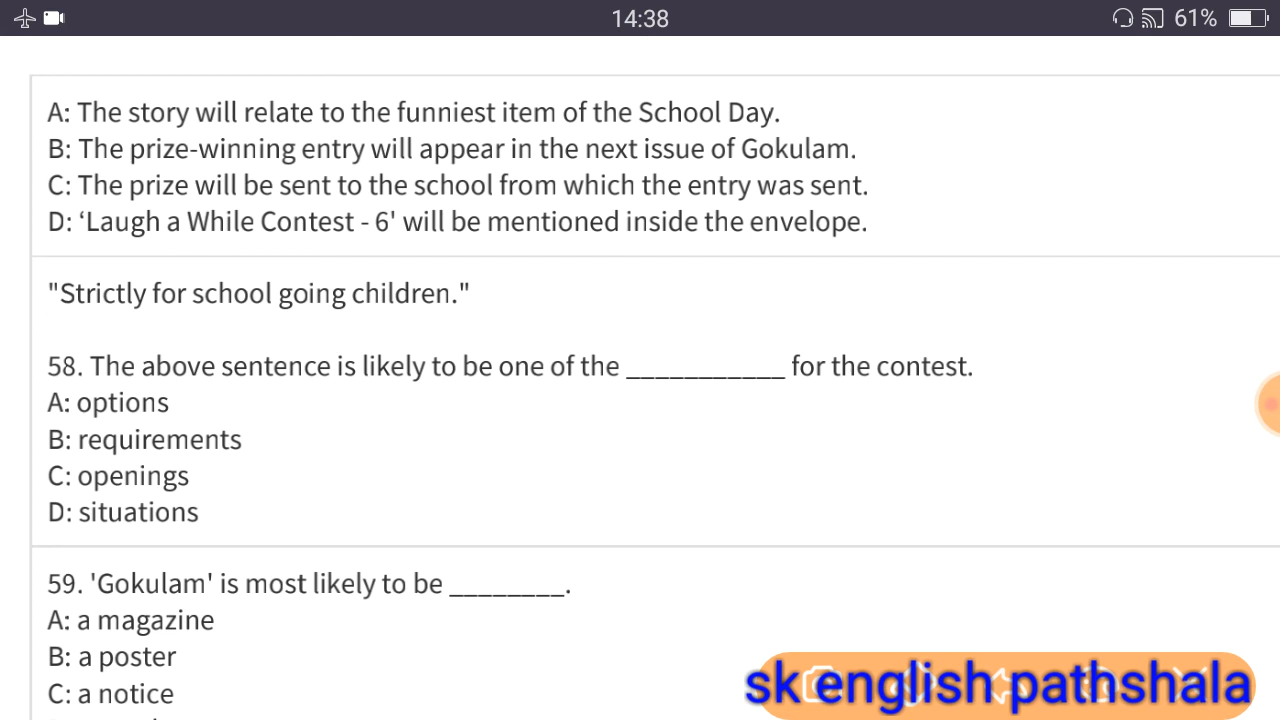 14:38
61%
A: The story will relate to the funniest item of the School Day.
B: The prize-winning entry will appear in the next issue of Gokulam.
C: The prize will be sent to the school from which the entry was sent.
D: ‘Laugh a While Contest - 6' will be mentioned inside the envelope.
"Strictly for school going children."
58. The above sentence is likely to be one of the ___________ for the contest.
A: options
B: requirements
C: openings
D: situations
59. 'Gokulam' is most likely to be ________.
A: a magazine
B: a poster
C: a notice
sk english pathshala